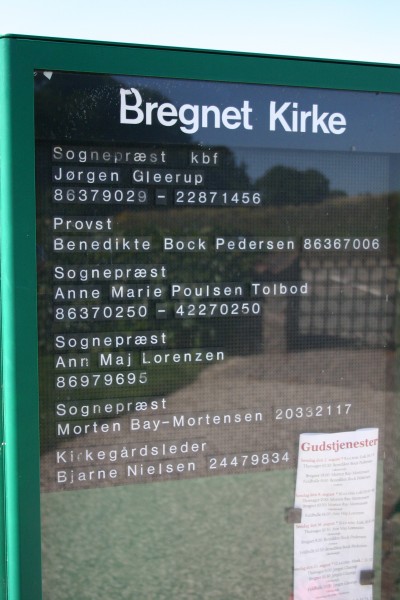 Bregnet Kirke
Sognepræst kbf
Jørgen Gleerup
86379029 - 22871456
Provst
Benedikte Bock Pedersen 86367006
Sognepræst
Anne Marie Poulsen Tolbod
86370250 - 42270250
Sognepræst
Ann Maj Lorenzen
86979695
Sognepræst
Morten Bay-Mortensen 20332117
Kirkegårdsleder
Bjarne Nielsen 24479834
Gudstjenester